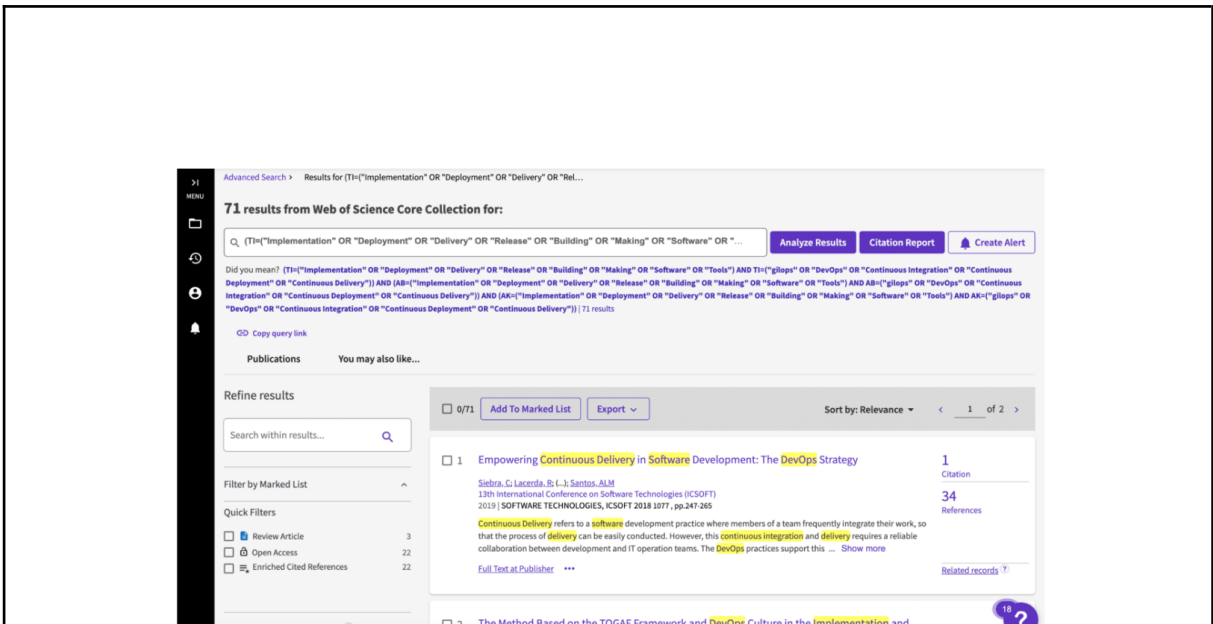 Advanced Search > Results for (TI=("Implementation" OR "Deployment" OR "Delivery" OR "Rel...
MENU
71 results from Web of Science Core Collection for:
(TI=("Implementation" OR "Deployment" OR "Delivery" OR "Release" OR "Building" OR "Making" OR "Software" OR "...
Analyze Results
Citation Report
Create Alert
Did you mean? (TI=("Implementation" OR "Deployment" OR "Delivery" OR "Release" OR "Building" OR "Making" OR "Software" OR "Tools") AND TI=("gilops" OR "DevOps" OR "Continuous Integration" OR "Continuous
Deployment" OR "Continuous Delivery")) AND (AB=("Implementation" OR "Deployment" OR "Delivery" OR "Release" OR "Building" OR "Making" OR "Software" OR "Tools") AND AB=("gilops" OR "DevOps" OR "Continuous
Integration" OR "Continuous Deployment" OR "Continuous Delivery")) AND (AK=("Implementation" OR "Deployment" OR "Delivery" OR "Release" OR "Building" OR "Making" OR "Software" OR "Tools") AND AK=("gilops" OR
"DevOps" OR "Continuous Integration" OR "Continuous Deployment" OR "Continuous Delivery")) | 71 results
Copy query link
Publications
You may also like...
Refine results
Search within results...
Filter by Marked List
Quick Filters
Review Article 3
Open Access 22
Enriched Cited References 22
0/71
Add To Marked List
Export
Sort by: Relevance
1 of 2
1
Empowering Continuous Delivery in Software Development: The DevOps Strategy
Siebra, C; Lacerda, R; (...); Santos, ALM
13th International Conference on Software Technologies (ICSOFT)
2019 | SOFTWARE TECHNOLOGIES, ICSOFT 2018 1077 , pp.247-265
Continuous Delivery refers to a software development practice where members of a team frequently integrate their work, so
that the process of delivery can be easily conducted. However, this continuous integration and delivery requires a reliable
collaboration between development and IT operation teams. The DevOps practices support this ... Show more
Full Text at Publisher
1
Citation
34
References
Related records ?
18
?
2
The Method Based on the TOGAF Framework and DevOps Culture in the Implementation and